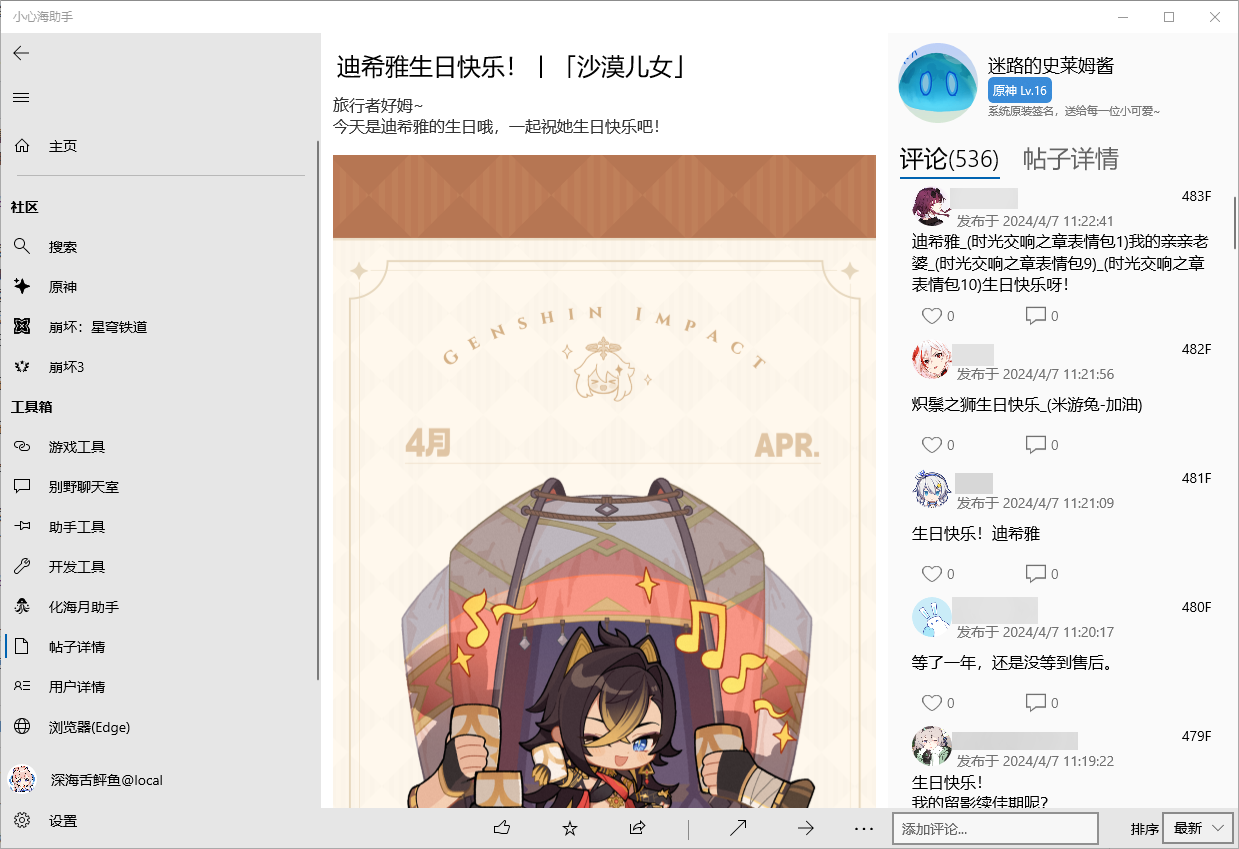 小心海助手
主页
社区
搜索
原神
崩坏：星穹铁道
崩坏3
工具箱
游戏工具
别野聊天室
助手工具
开发工具
化海月助手
帖子详情
用户详情
浏览器(Edge)
深海舌鲆鱼@local
设置
迪希雅生日快乐！丨「沙漠儿女」
旅行者好姆~
今天是迪希雅的生日哦，一起祝她生日快乐吧！
GENSHIN IMPACT
4月
APR.
迷路的史莱姆酱
原神 Lv.16
系统原装签名，送给每一位小可爱~
评论(536)
帖子详情
483F
发布于 2024/4/7 11:22:41
迪希雅_(时光交响之章表情包1)我的亲亲老
婆_(时光交响之章表情包9)_(时光交响之章
表情包10)生日快乐呀！
0
0
482F
发布于 2024/4/7 11:21:56
炽鬃之狮生日快乐_(米游兔-加油)
0
0
481F
发布于 2024/4/7 11:21:09
生日快乐！迪希雅
0
0
480F
发布于 2024/4/7 11:20:17
等了一年，还是没等到售后。
0
0
479F
发布于 2024/4/7 11:19:22
生日快乐！
我的留影续佳期呢？
添加评论...
排序
最新